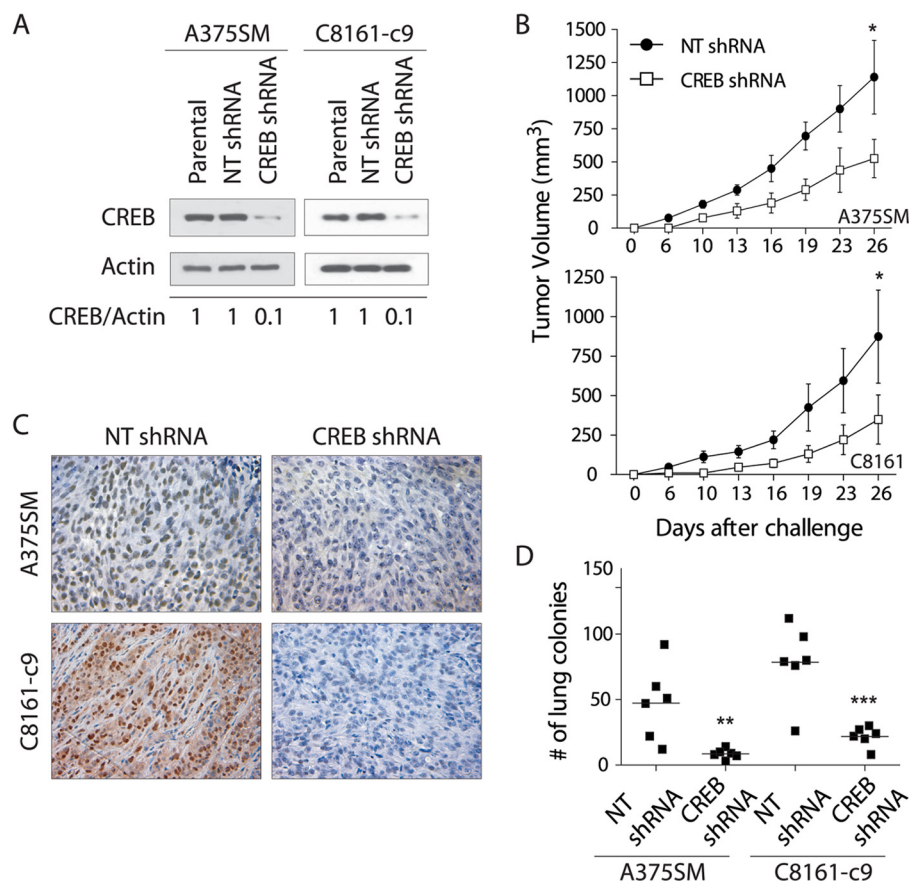 A
A375SM
C8161-c9
Parental
NT shRNA
CREB shRNA
Parental
NT shRNA
CREB shRNA
CREB
Actin
CREB/Actin 1 1 0.1 1 1 0.1
B
NT shRNA
CREB shRNA
Tumor Volume (mm3)
1500
1250
1000
750
500
250
0
*
A375SM
0 6 10 13 16 19 23 26
1250
1000
750
500
250
0
*
C8161
0 6 10 13 16 19 23 26
Days after challenge
C
NT shRNA CREB shRNA
A375SM
C8161-c9
D
# of lung colonies
150
100
50
0
**
***
NT shRNA
CREB shRNA
NT shRNA
CREB shRNA
A375SM C8161-c9